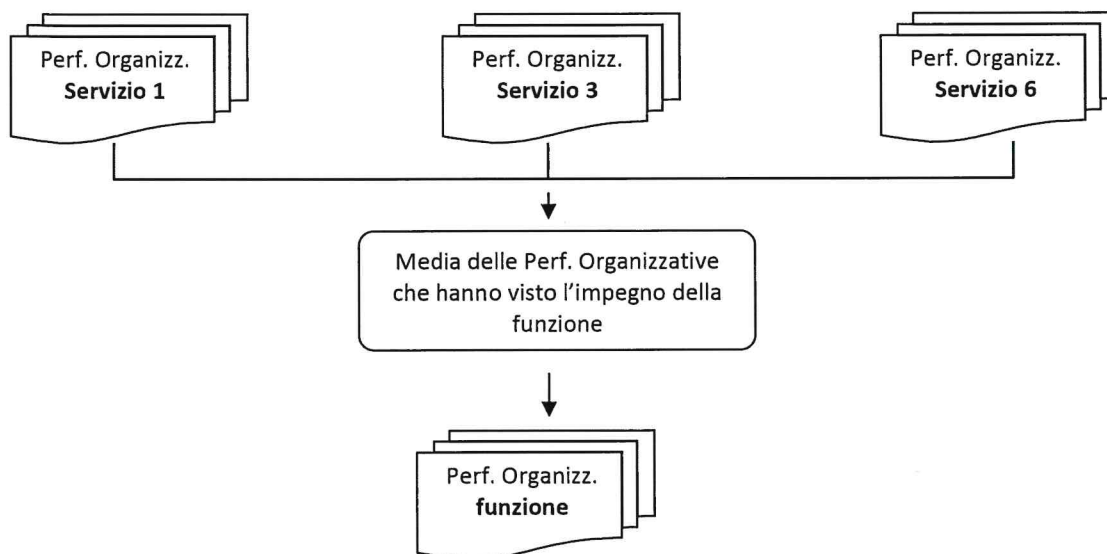 Perf. Organizz.
Servizio 1
Perf. Organizz.
Servizio 3
Perf. Organizz.
Servizio 6
Media delle Perf. Organizzative
che hanno visto l'impegno della
funzione
Perf. Organizz.
funzione